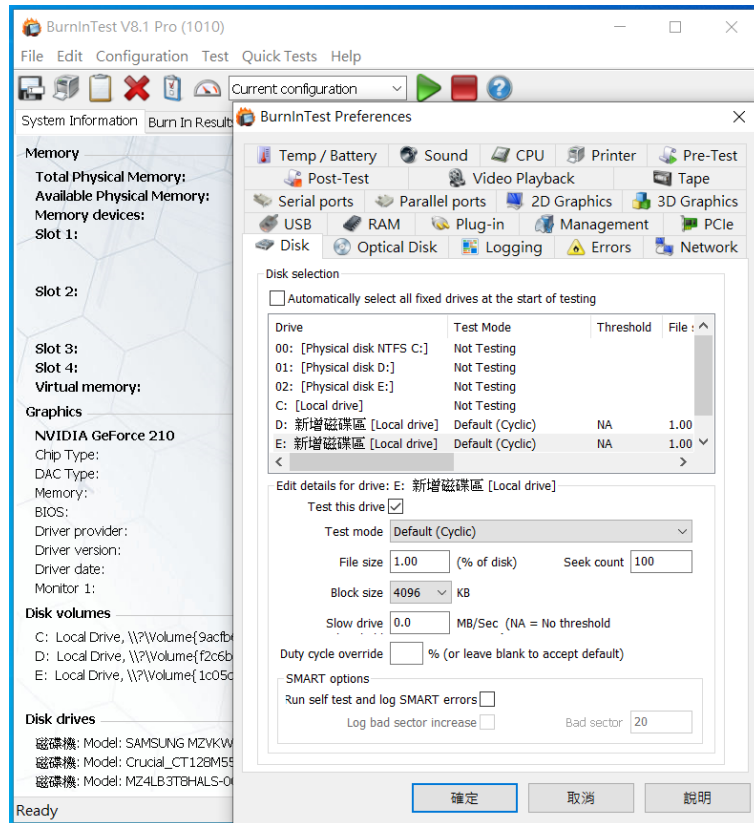 BurnInTest V8.1 Pro (1010)
File Edit Configuration Test Quick Tests Help
Current configuration
System Information Burn In Results
BurnInTest Preferences
Temp / Battery Sound CPU Printer Pre-Test
Post-Test Video Playback Tape
Serial ports Parallel ports 2D Graphics 3D Graphics
USB RAM Plug-in Management PCIe
Disk Optical Disk Logging Errors Network
Memory
Total Physical Memory:
Available Physical Memory:
Memory devices:
Slot 1:
Slot 2:
Slot 3:
Slot 4:
Virtual memory:
Graphics
NVIDIA GeForce 210
Chip Type:
DAC Type:
Memory:
BIOS:
Driver provider:
Driver version:
Driver date:
Monitor 1:
Disk volumes
C: Local Drive, \\?\Volume{9acfb
D: Local Drive, \\?\Volume{f2c6b
E: Local Drive, \\?\Volume{1c05c
Disk drives
磁碟機: Model: SAMSUNG MZVKW
磁碟機: Model: Crucial_CT128M55
磁碟機: Model: MZ4LB3T8HALS-0
Ready
Disk selection
Automatically select all fixed drives at the start of testing
Drive Test Mode Threshold File
00: [Physical disk NTFS C:] Not Testing
01: [Physical disk D:] Not Testing
02: [Physical disk E:] Not Testing
C: [Local drive] Not Testing
D: 新增磁碟區 [Local drive] Default (Cyclic) NA 1.00
E: 新增磁碟區 [Local drive] Default (Cyclic) NA 1.00
Edit details for drive: E: 新增磁碟區 [Local drive]
Test this drive
Test mode Default (Cyclic)
File size 1.00 (% of disk) Seek count 100
Block size 4096 KB
Slow drive 0.0 MB/Sec (NA = No threshold
Duty cycle override % (or leave blank to accept default)
SMART options
Run self test and log SMART errors
Log bad sector increase Bad sector 20
確定 取消 說明